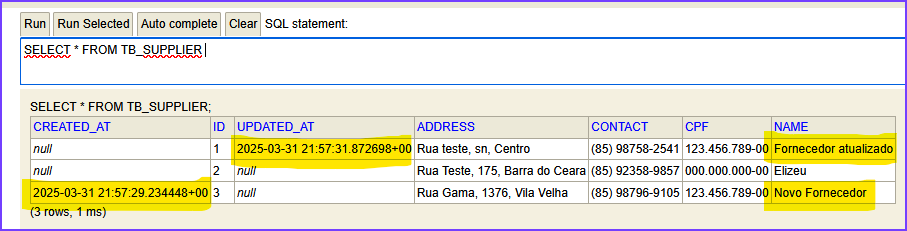 Run Run Selected Auto complete Clear SQL statement:
SELECT * FROM TB_SUPPLIER
SELECT * FROM TB_SUPPLIER;
CREATED_AT ID UPDATED_AT ADDRESS CONTACT CPF NAME
null 1 2025-03-31 21:57:31.872698+00 Rua teste, sn, Centro (85) 98758-2541 123.456.789-00 Fornecedor atualizado
null 2 null Rua Teste, 175, Barra do Ceara (85) 92358-9857 000.000.000-00 Elizeu
2025-03-31 21:57:29.234448+00 3 null Rua Gama, 1376, Vila Velha (85) 98796-9105 123.456.789-00 Novo Fornecedor
(3 rows, 1 ms)